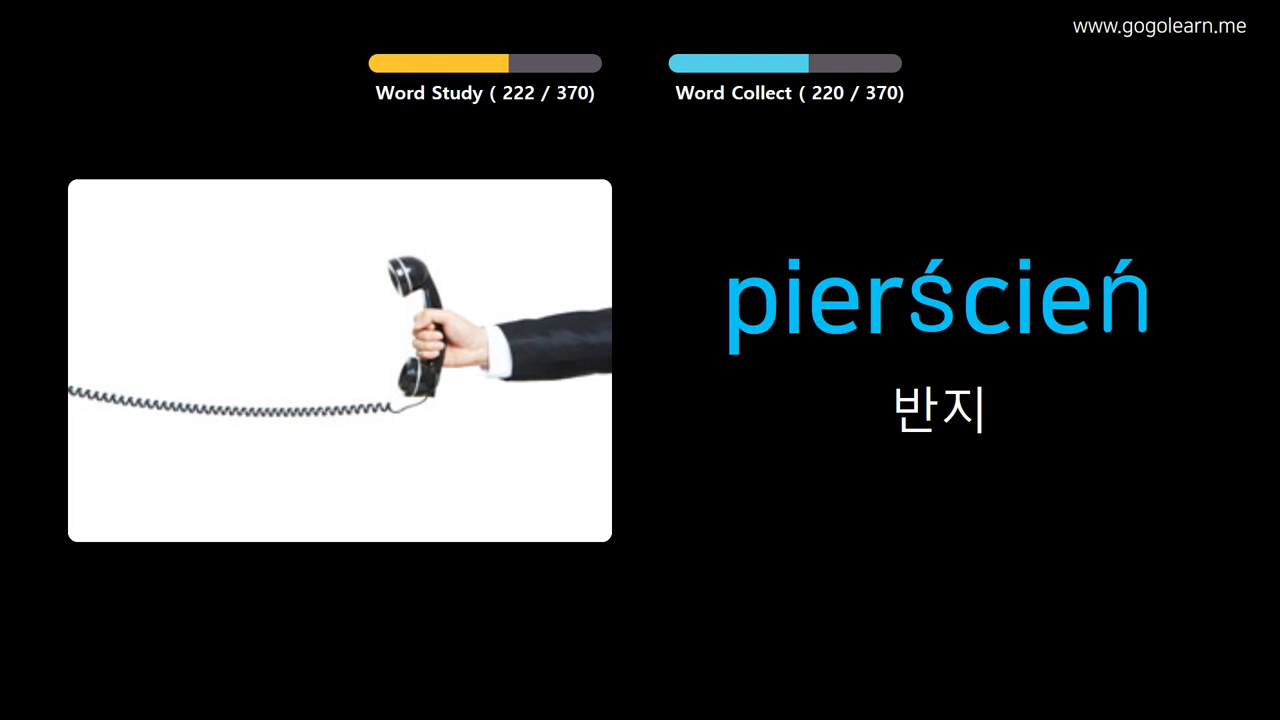 www.gogolearn.me
Word Study ( 222 / 370)
Word Collect ( 220 / 370)
pierścień
반지